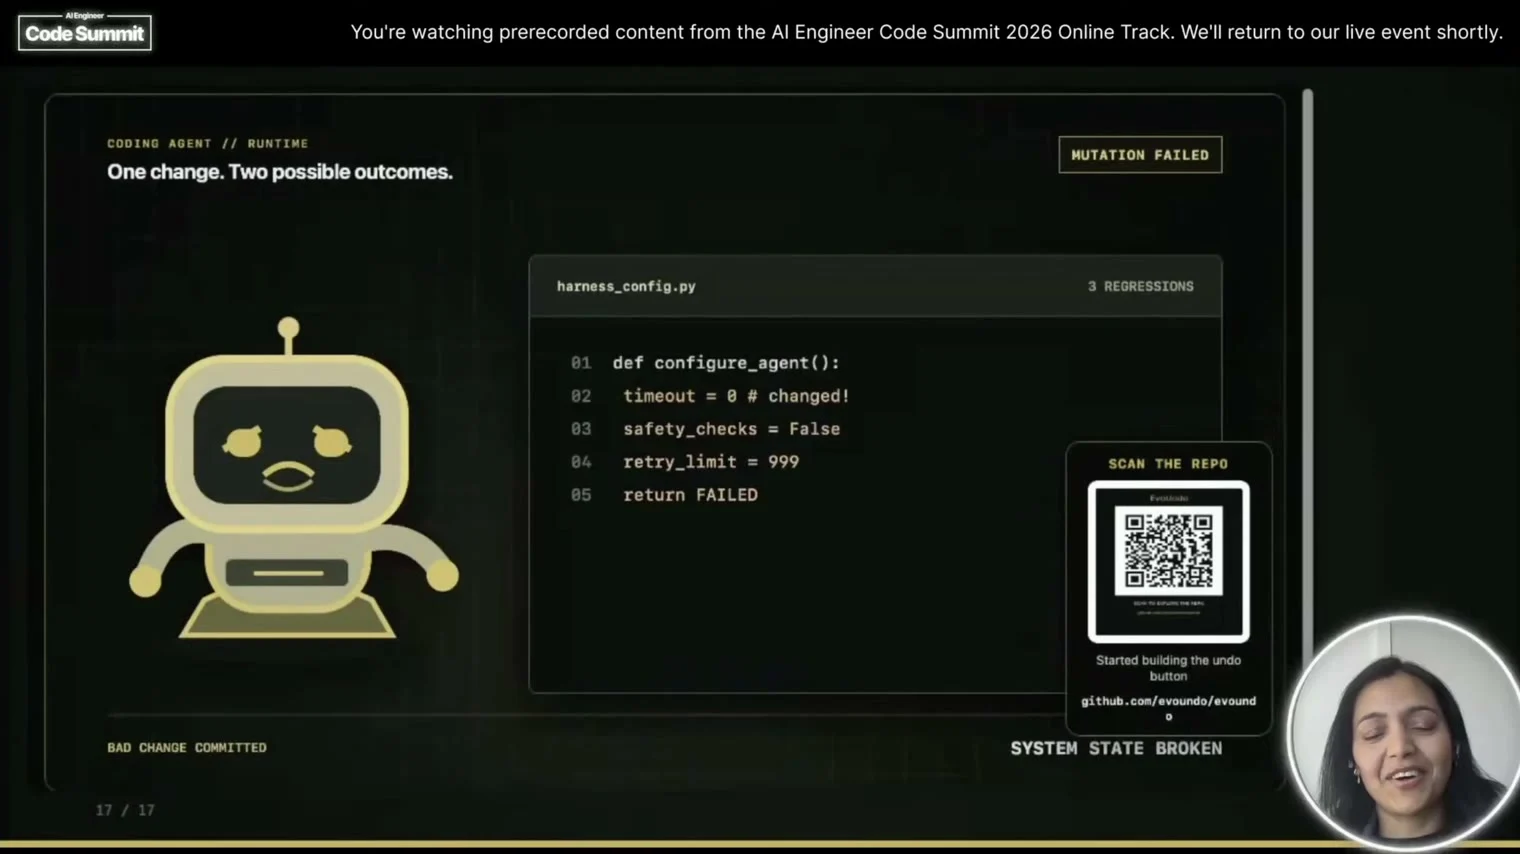 AI Engineer
Code Summit
You're watching prerecorded content from the AI Engineer Code Summit 2026 Online Track. We'll return to our live event shortly.
CODING AGENT // RUNTIME
One change. Two possible outcomes.
MUTATION FAILED
harness_config.py
3 REGRESSIONS
01 def configure_agent():
02 timeout = 0 # changed!
03 safety_checks = False
04 retry_limit = 999
05 return FAILED
SCAN THE REPO
EvoUndo
Started building the undo
button
github.com/evoundo/evound
o
BAD CHANGE COMMITTED
SYSTEM STATE BROKEN
17 / 17